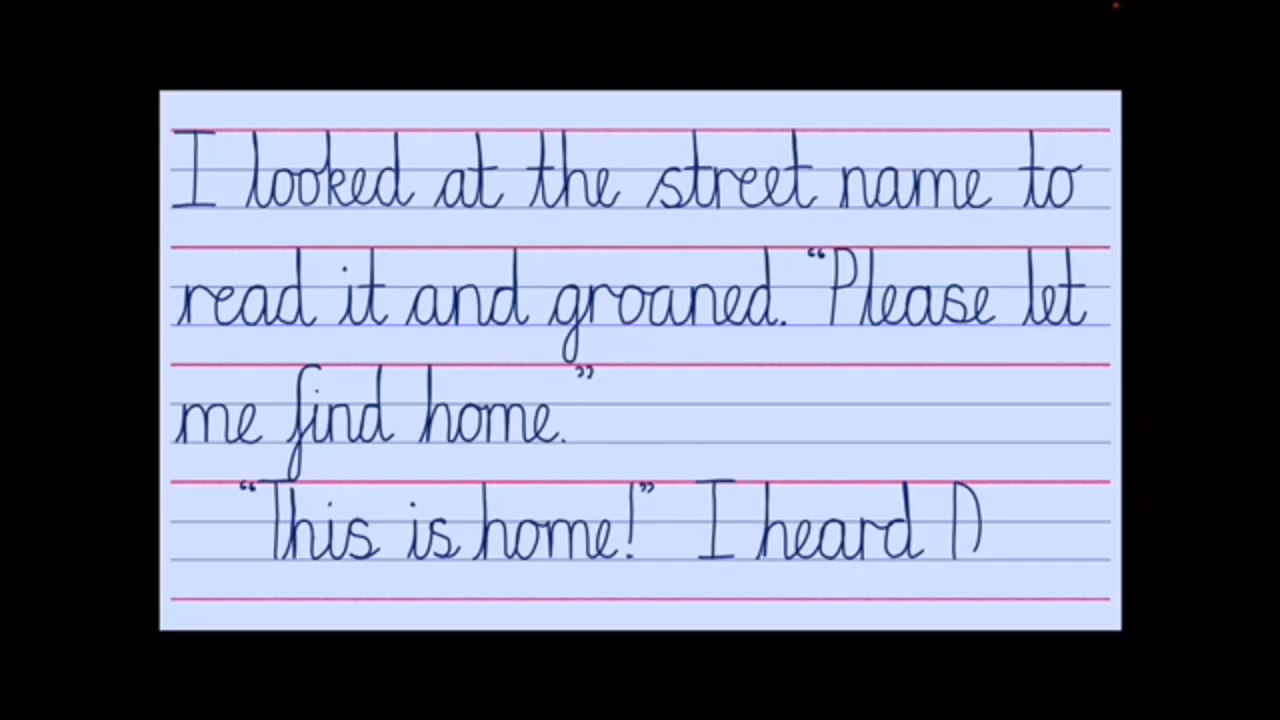 I looked at the street name to
read it and groaned. “Please let
me find home.”
“This is home!” I heard